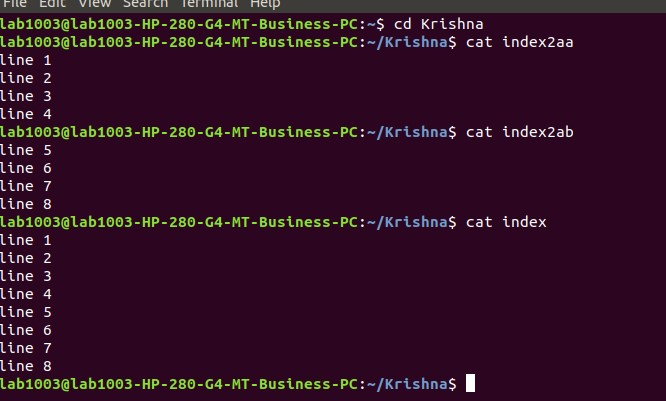 File Edit View Search Terminal Help
lab1003@lab1003-HP-280-G4-MT-Business-PC:~$ cd Krishna
lab1003@lab1003-HP-280-G4-MT-Business-PC:~/Krishna$ cat index2aa
line 1
line 2
line 3
line 4
lab1003@lab1003-HP-280-G4-MT-Business-PC:~/Krishna$ cat index2ab
line 5
line 6
line 7
line 8
lab1003@lab1003-HP-280-G4-MT-Business-PC:~/Krishna$ cat index
line 1
line 2
line 3
line 4
line 5
line 6
line 7
line 8
lab1003@lab1003-HP-280-G4-MT-Business-PC:~/Krishna$